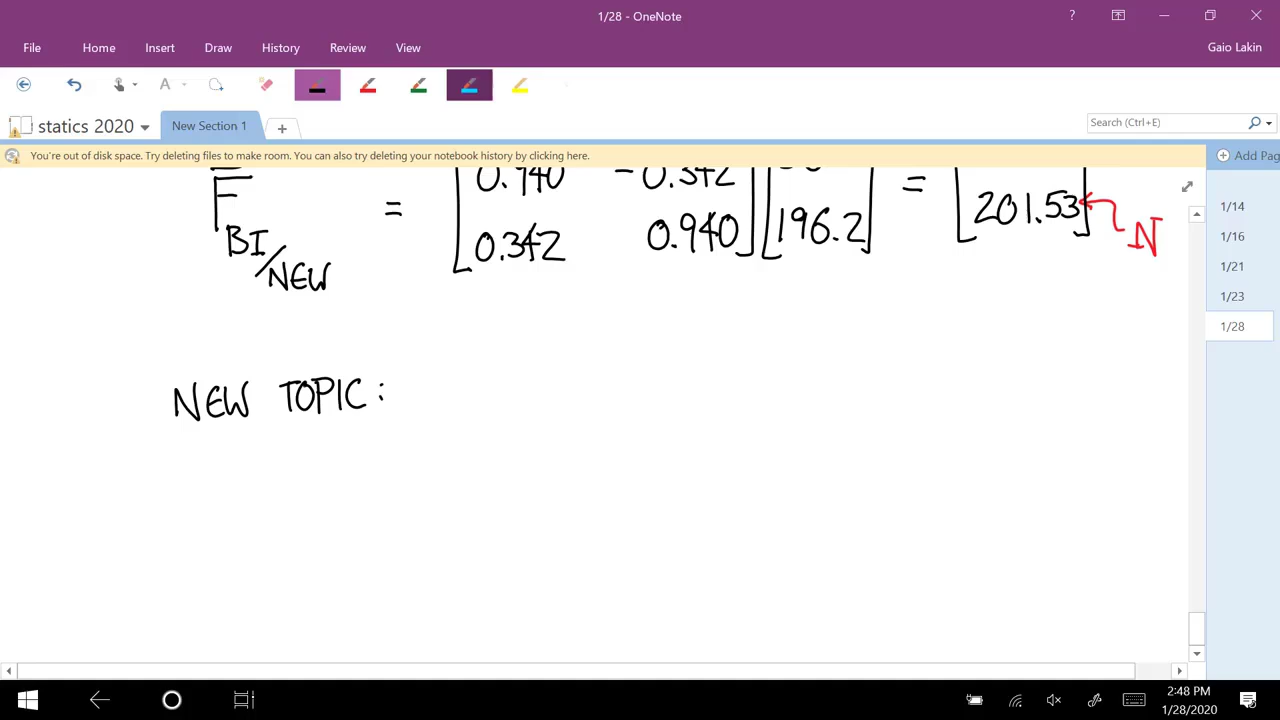 1/28 - OneNote
?
File Home Insert Draw History Review View Gaio Lakin
A
statics 2020 New Section 1 + Search (Ctrl+E)
You're out of disk space. Try deleting files to make room. You can also try deleting your notebook history by clicking here. Add Pag
0.940 -0.342
F BI/NEW = 0.342 0.940 196.2 = 201.53 N
NEW TOPIC:
1/14
1/16
1/21
1/23
1/28
2:48 PM
1/28/2020